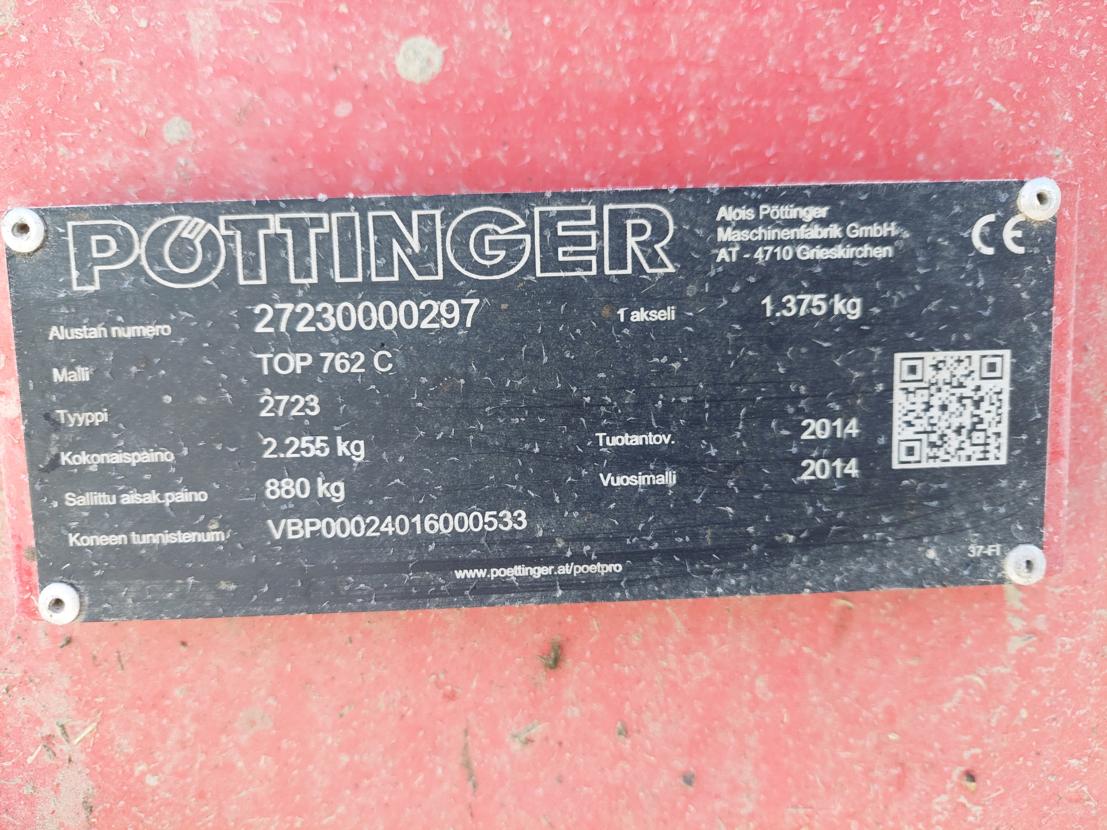 PÖTTINGER
Alois Pöttinger
Maschinenfabrik GmbH
AT - 4710 Grieskirchen
CE
Alustan numero 27230000297 1 akseli 1.375 kg
Malli TOP 762 C
Tyyppi 2723
Kokonaispaino 2.255 kg Tuotantov. 2014
Sallittu aisak.paino 880 kg Vuosimalli 2014
Koneen tunnistenum VBP00024016000533
www.poettinger.at/poetpro
37-FI